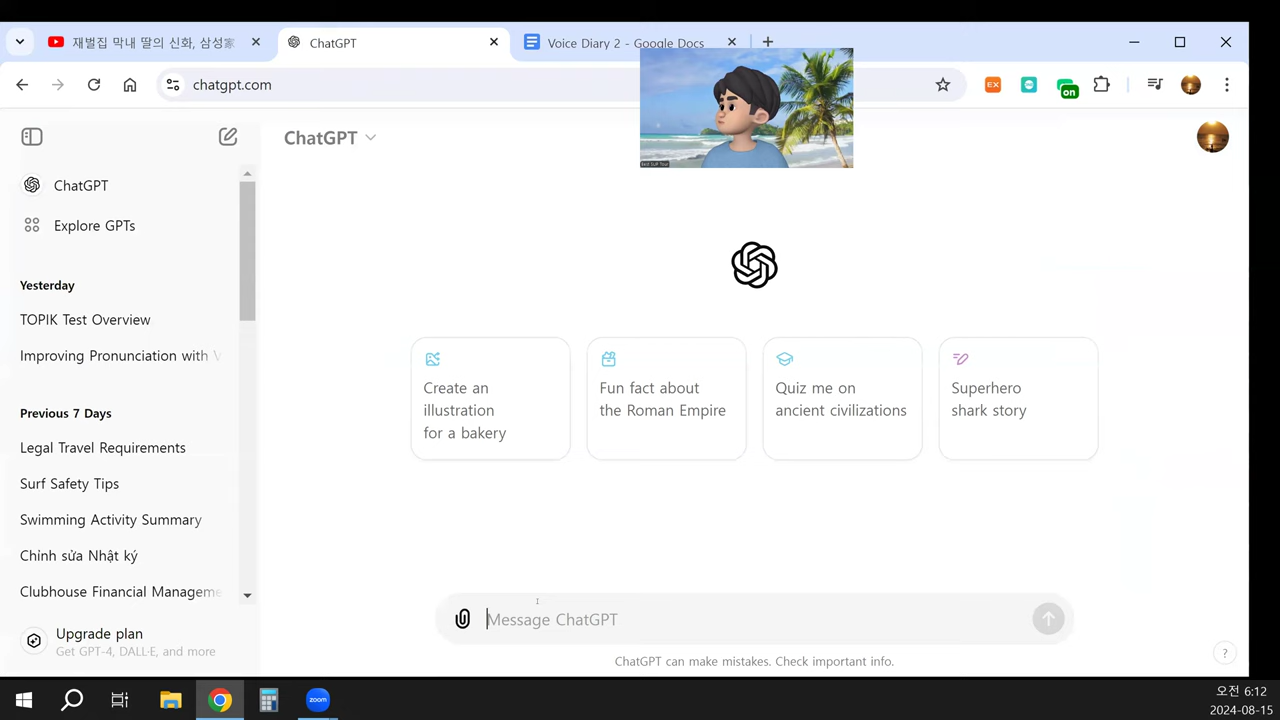 재벌집 막내 딸의 신화, 삼성家
ChatGPT
Voice Diary 2 - Google Docs
chatgpt.com
EX
on
ChatGPT
ChatGPT
Explore GPTs
Yesterday
TOPIK Test Overview
Improving Pronunciation with V
Previous 7 Days
Legal Travel Requirements
Surf Safety Tips
Swimming Activity Summary
Chỉnh sửa Nhật ký
Clubhouse Financial Manageme
Upgrade plan
Get GPT-4, DALL·E, and more
Create an
illustration
for a bakery
Fun fact about
the Roman Empire
Quiz me on
ancient civilizations
Superhero
shark story
Message ChatGPT
ChatGPT can make mistakes. Check important info.
?
zoom
오전 6:12
2024-08-15